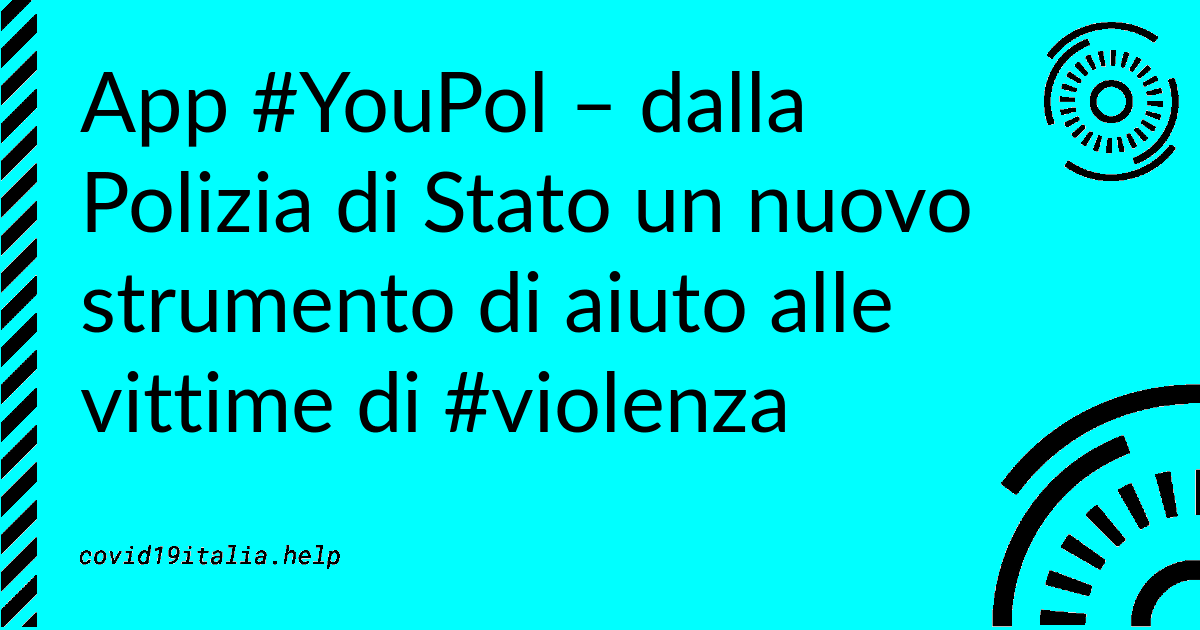 App #YouPol – dalla
Polizia di Stato un nuovo
strumento di aiuto alle
vittime di #violenza
covid19italia.help